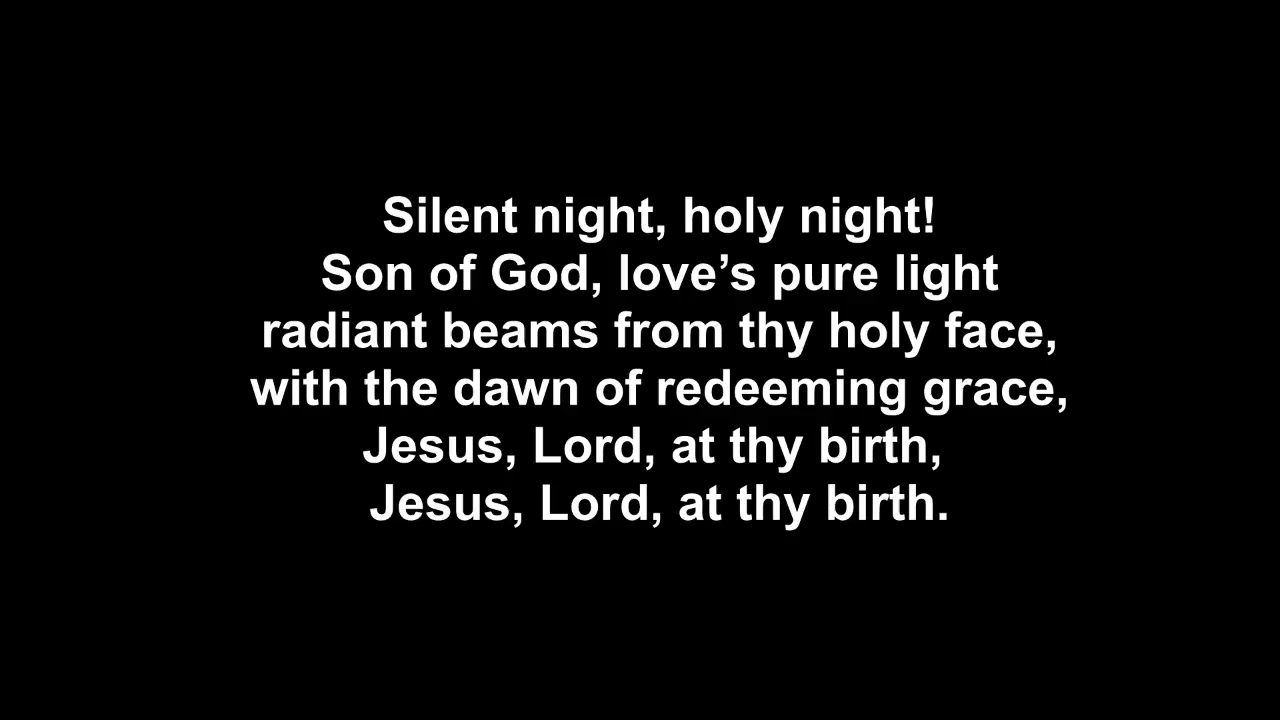 Silent night, holy night!
Son of God, love’s pure light
radiant beams from thy holy face,
with the dawn of redeeming grace,
Jesus, Lord, at thy birth,
Jesus, Lord, at thy birth.